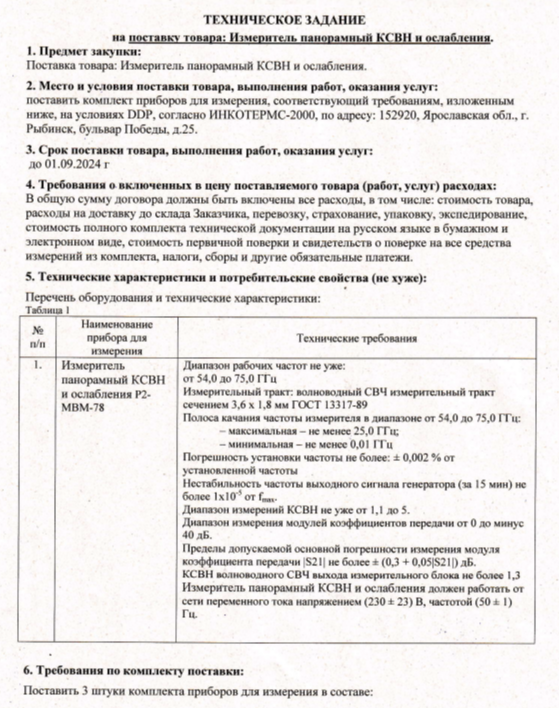 ТЕХНИЧЕСКОЕ ЗАДАНИЕ
на поставку товара: Измеритель панорамный КСВН и ослабления.
1. Предмет закупки:
Поставка товара: Измеритель панорамный КСВН и ослабления.
2. Место и условия поставки товара, выполнения работ, оказания услуг:
поставить комплект приборов для измерения, соответствующий требованиям, изложенным
ниже, на условиях DDP, согласно ИНКОТЕРМС-2000, по адресу: 152920, Ярославская обл., г.
Рыбинск, бульвар Победы, д.25.
3. Срок поставки товара, выполнения работ, оказания услуг:
до 01.09.2024 г
4. Требования о включенных в цену поставляемого товара (работ, услуг) расходах:
В общую сумму договора должны быть включены все расходы, в том числе: стоимость товара,
расходы на доставку до склада Заказчика, перевозку, страхование, упаковку, экспедирование,
стоимость полного комплекта технической документации на русском языке в бумажном и
электронном виде, стоимость первичной поверки и свидетельств о поверке на все средства
измерений из комплекта, налоги, сборы и другие обязательные платежи.
5. Технические характеристики и потребительские свойства (не хуже):
Перечень оборудования и технические характеристики:
Таблица 1
№
п/п
Наименование
прибора для
измерения
Технические требования
1.
Измеритель
панорамный КСВН
и ослабления Р2-
МВМ-78
Диапазон рабочих частот не уже:
от 54,0 до 75,0 ГГц
Измерительный тракт: волноводный СВЧ измерительный тракт
сечением 3,6 х 1,8 мм ГОСТ 13317-89
Полоса качания частоты измерителя в диапазоне от 54,0 до 75,0 ГГц:
– максимальная – не менее 25,0 ГГц;
– минимальная – не менее 0,01 ГГц
Погрешность установки частоты не более: ± 0,002 % от
установленной частоты
Нестабильность частоты выходного сигнала генератора (за 15 мин) не
более 1х10⁻⁵ от fmax.
Диапазон измерений КСВН не уже от 1,1 до 5.
Диапазон измерения модулей коэффициентов передачи от 0 до минус
40 дБ.
Пределы допускаемой основной погрешности измерения модуля
коэффициента передачи |S21| не более ± (0,3 + 0,05|S21|) дБ.
КСВН волноводного СВЧ выхода измерительного блока не более 1,3
Измеритель панорамный КСВН и ослабления должен работать от
сети переменного тока напряжением (230 ± 23) В, частотой (50 ± 1)
Гц.
6. Требования по комплекту поставки:
Поставить 3 штуки комплекта приборов для измерения в составе: